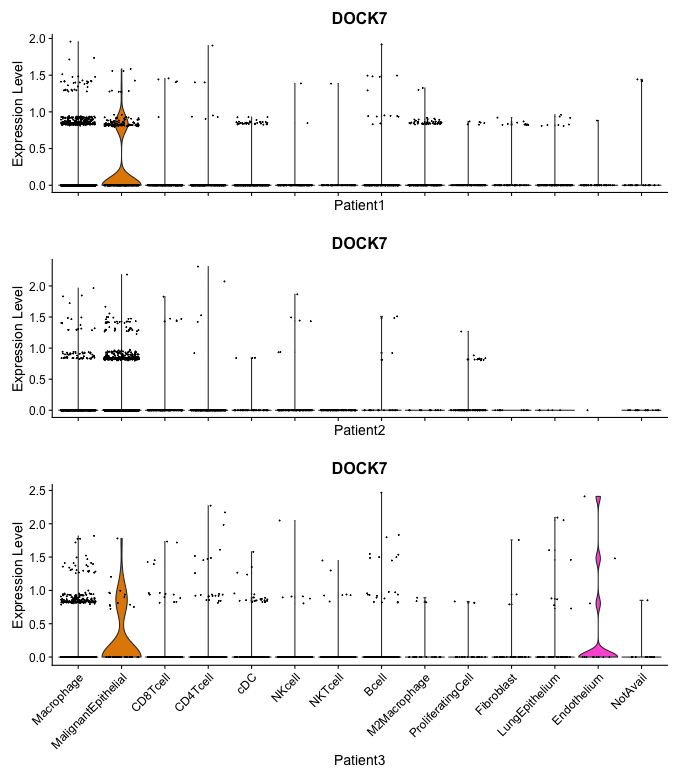 DOCK7
Expression Level
2.0
1.5
1.0
0.5
0.0
Patient1
DOCK7
Expression Level
2.0
1.5
1.0
0.5
0.0
Patient2
DOCK7
Expression Level
2.5
2.0
1.5
1.0
0.5
0.0
Macrophage
MalignantEpithelial
CD8Tcell
CD4Tcell
cDC
NKcell
NKTcell
Bcell
M2Macrophage
ProliferatingCell
Fibroblast
LungEpithelium
Endothelium
NotAvail
Patient3